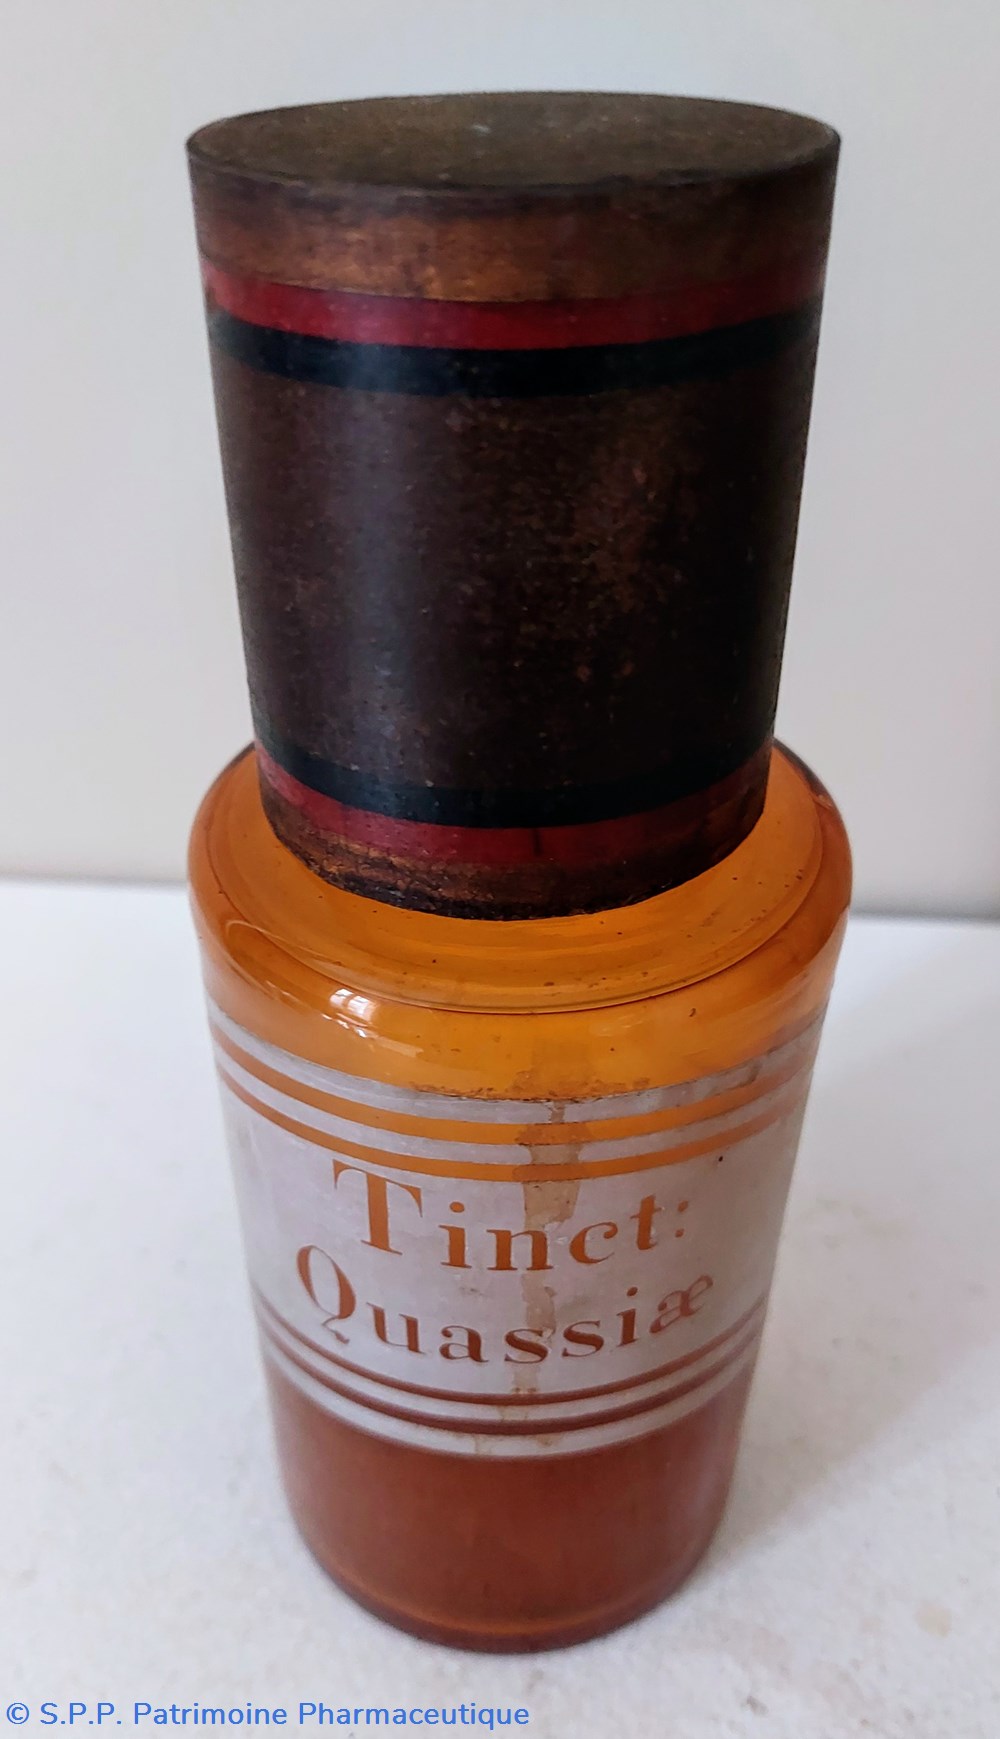 Tinct:
Quassiæ
© S.P.P. Patrimoine Pharmaceutique